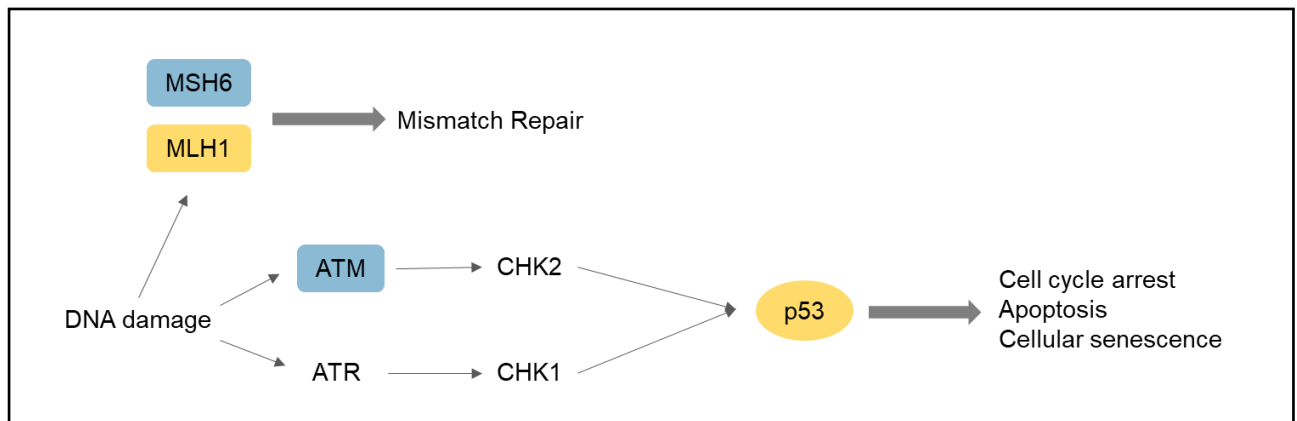 MSH6
Mismatch Repair
MLH1
ATM
CHK2
DNA damage
p53
Cell cycle arrest
Apoptosis
Cellular senescence
ATR
CHK1